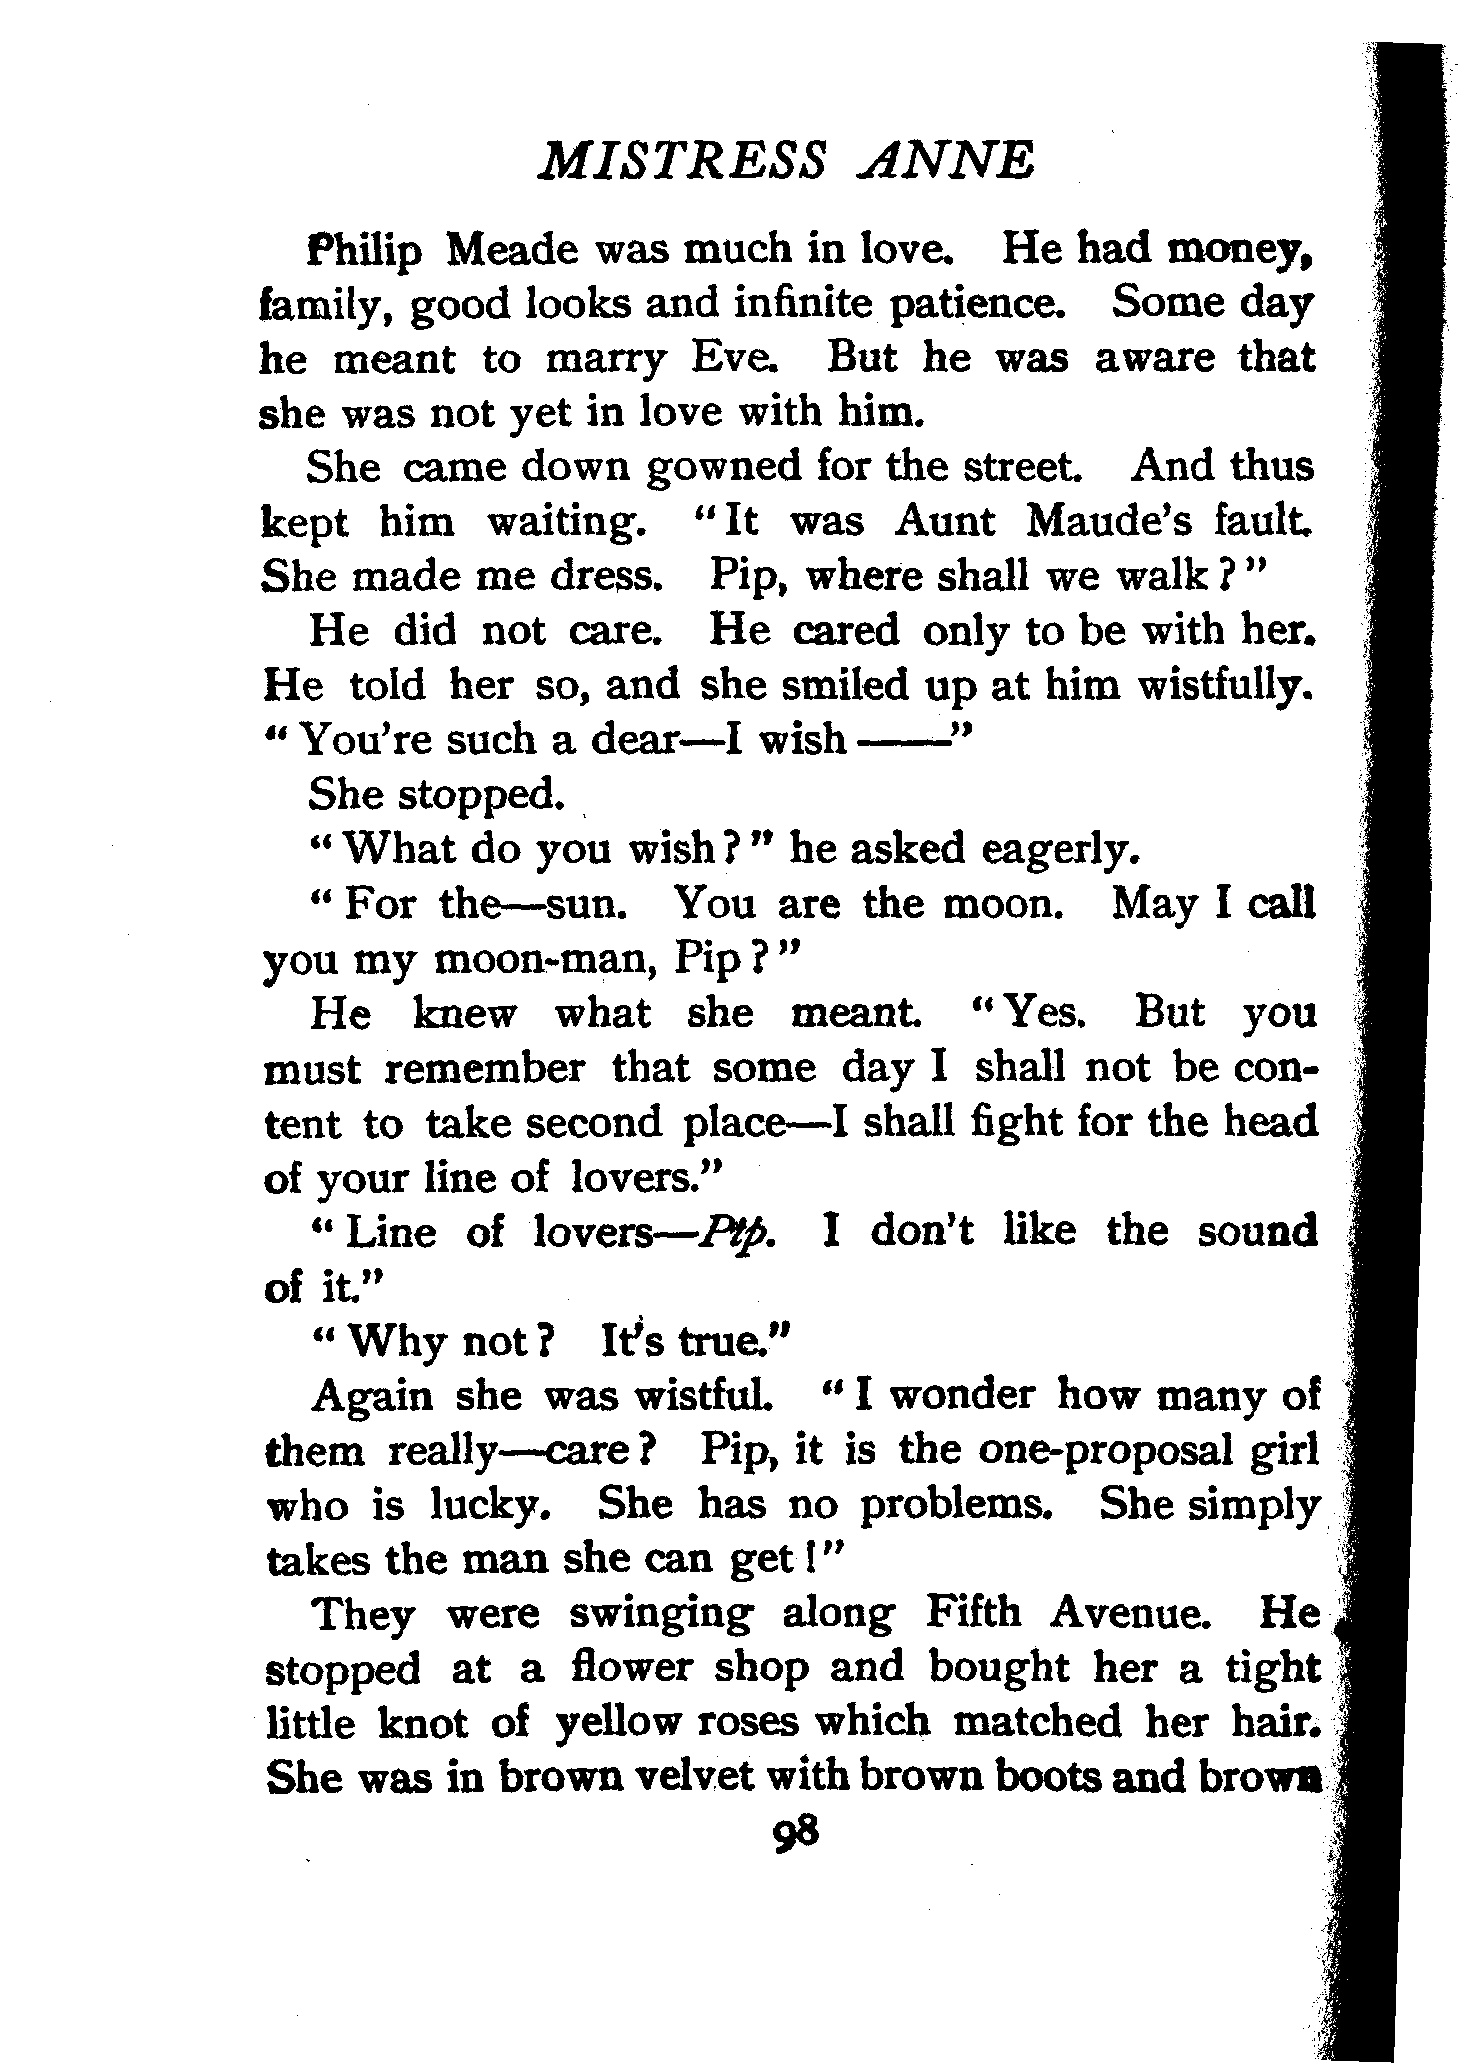 MISTRESS ANNE
Philip Meade was much in love. He had money,
family, good looks and infinite patience. Some day
he meant to marry Eve. But he was aware that
she was not yet in love with him.
She came down gowned for the street. And thus
kept him waiting. "It was Aunt Maude's fault.
She made me dress. Pip, where shall we walk?"
He did not care. He cared only to be with her.
He told her so, and she smiled up at him wistfully.
"You're such a dear—I wish ——"
She stopped.
"What do you wish?" he asked eagerly.
"For the—sun. You are the moon. May I call
you my moon-man, Pip?"
He knew what she meant. "Yes. But you
must remember that some day I shall not be con-
tent to take second place—I shall fight for the head
of your line of lovers."
"Line of lovers—Pip. I don't like the sound
of it."
"Why not? It's true."
Again she was wistful. "I wonder how many of
them really—care? Pip, it is the one-proposal girl
who is lucky. She has no problems. She simply
takes the man she can get!"
They were swinging along Fifth Avenue. He
stopped at a flower shop and bought her a tight
little knot of yellow roses which matched her hair.
She was in brown velvet with brown boots and brown
98